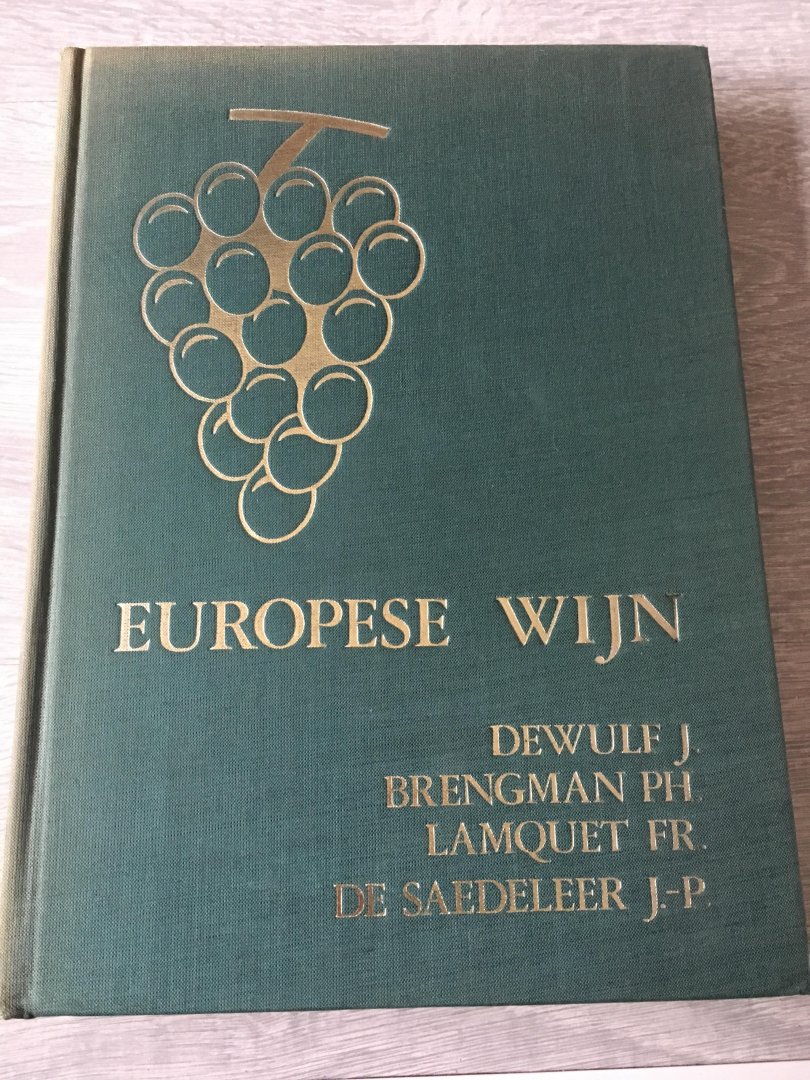 EUROPESE WIJN
DEWULF J.
BRENGMAN PH.
LAMQUET FR.
DE SAEDELEER J.-P.